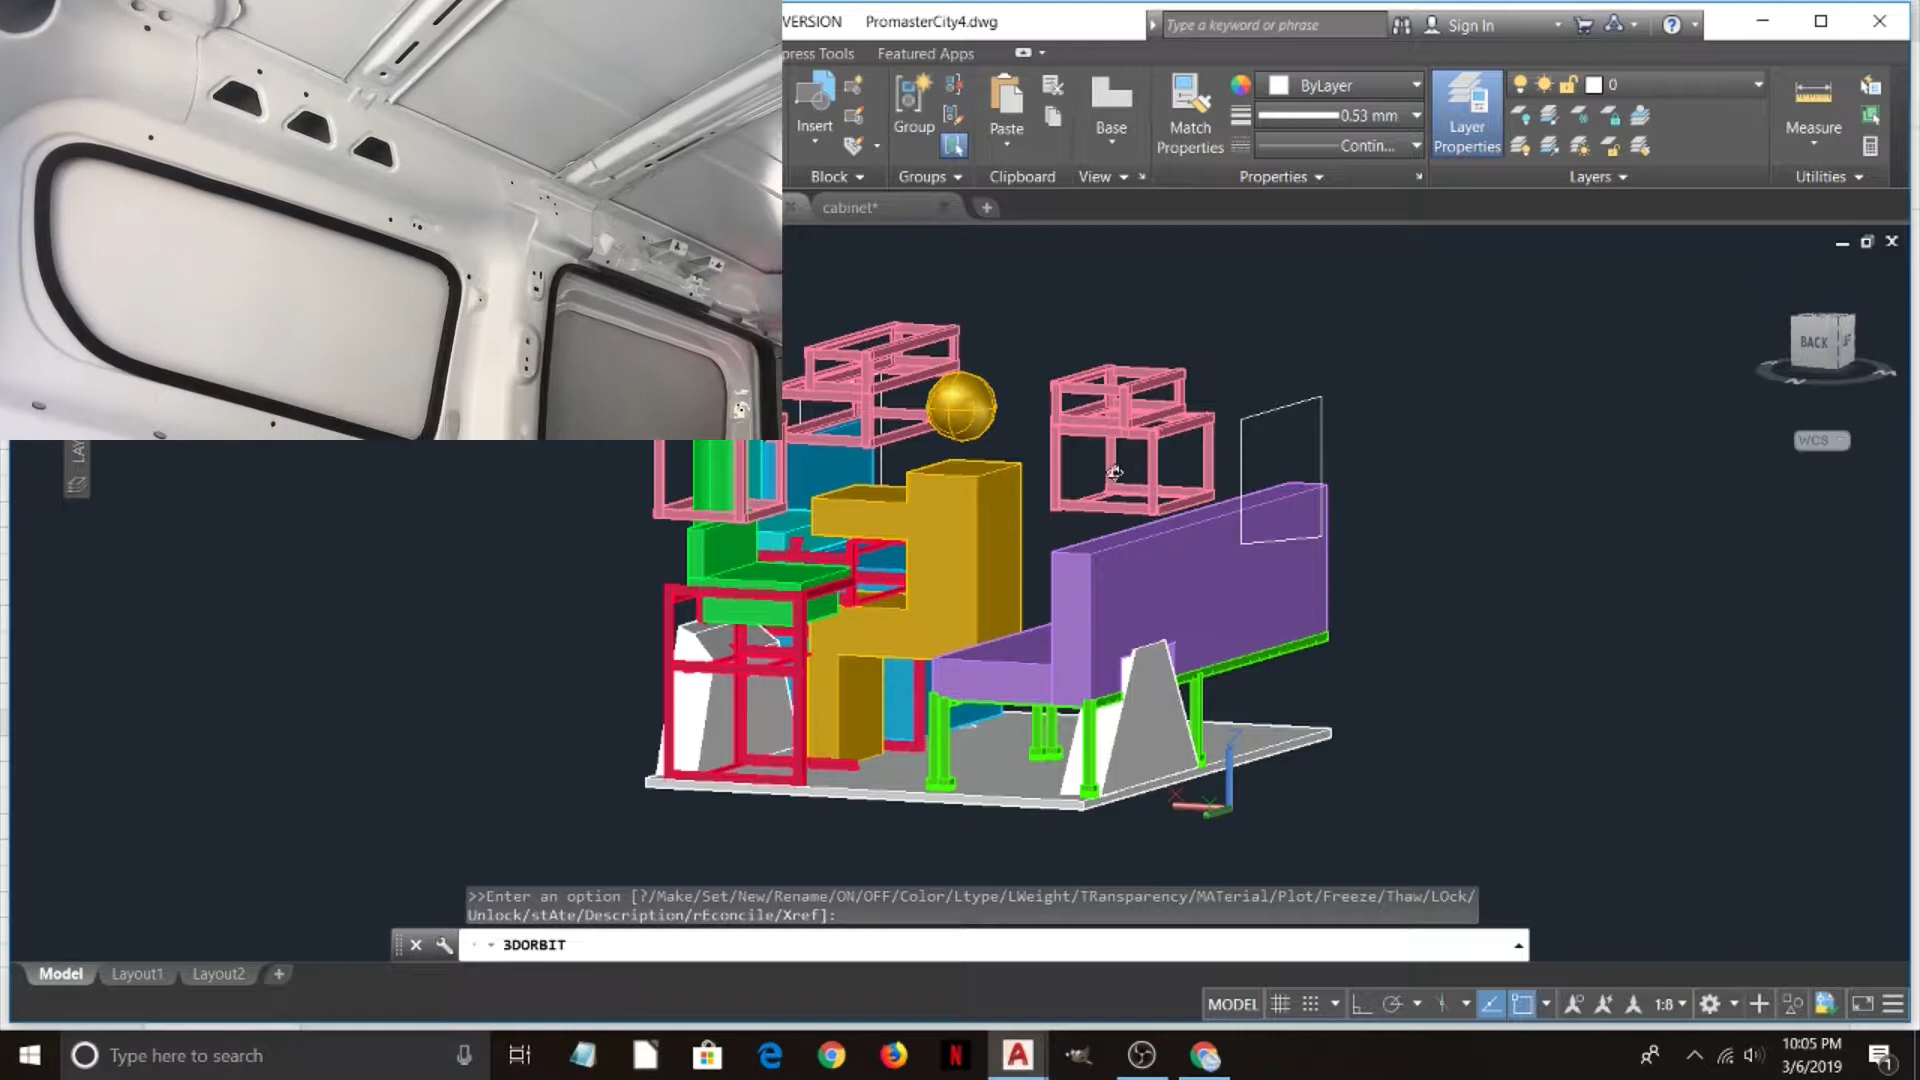 VERSION PromasterCity4.dwg
Type a keyword or phrase
Sign In
press Tools Featured Apps
Insert
Group
Paste
Base
Match
Properties
ByLayer
0.53 mm
Contin...
Layer
Properties
0
Measure
Block
Groups
Clipboard
View
Properties
Layers
Utilities
cabinet*
BACK
WCS
LAY
Z
X
Y
>>Enter an option [?/Make/Set/New/Rename/ON/OFF/Color/Ltype/LWeight/TRansparency/MATerial/Plot/Freeze/Thaw/LOck/
Unlock/stAte/Description/rEconcile/Xref]:
3DORBIT
Model Layout1 Layout2
MODEL
1:8
Type here to search
10:05 PM
3/6/2019
1